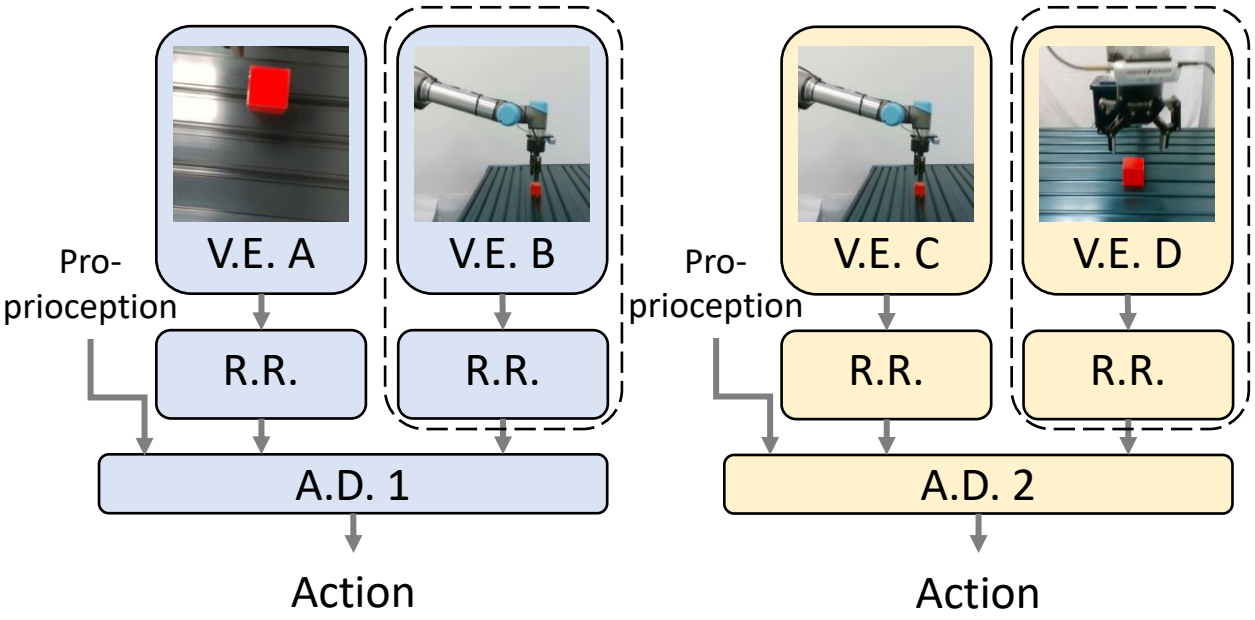 V.E. A
V.E. B
Pro-
prioception
R.R.
R.R.
A.D. 1
Action
V.E. C
V.E. D
Pro-
prioception
R.R.
R.R.
A.D. 2
Action